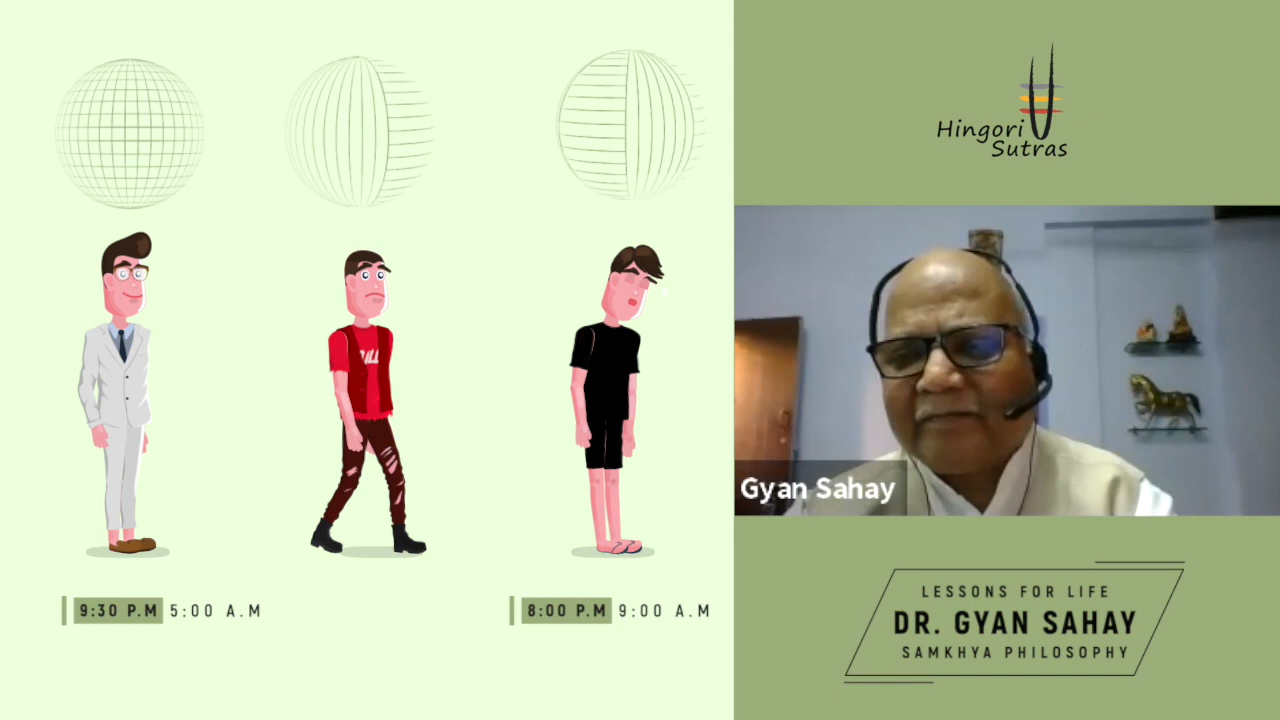 9:30 P.M 5:00 A.M
8:00 P.M 9:00 A.M
Hingori
Sutras
Gyan Sahay
LESSONS FOR LIFE
DR. GYAN SAHAY
SAMKHYA PHILOSOPHY